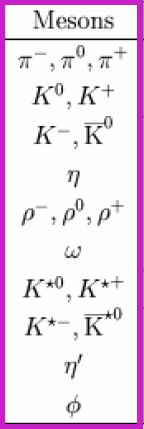 Mesons
π⁻, π⁰, π⁺
K⁰, K⁺
K⁻, K̅⁰
η
ρ⁻, ρ⁰, ρ⁺
ω
K⋆⁰, K⋆⁺
K⋆⁻, K̅⋆⁰
η′
ϕ